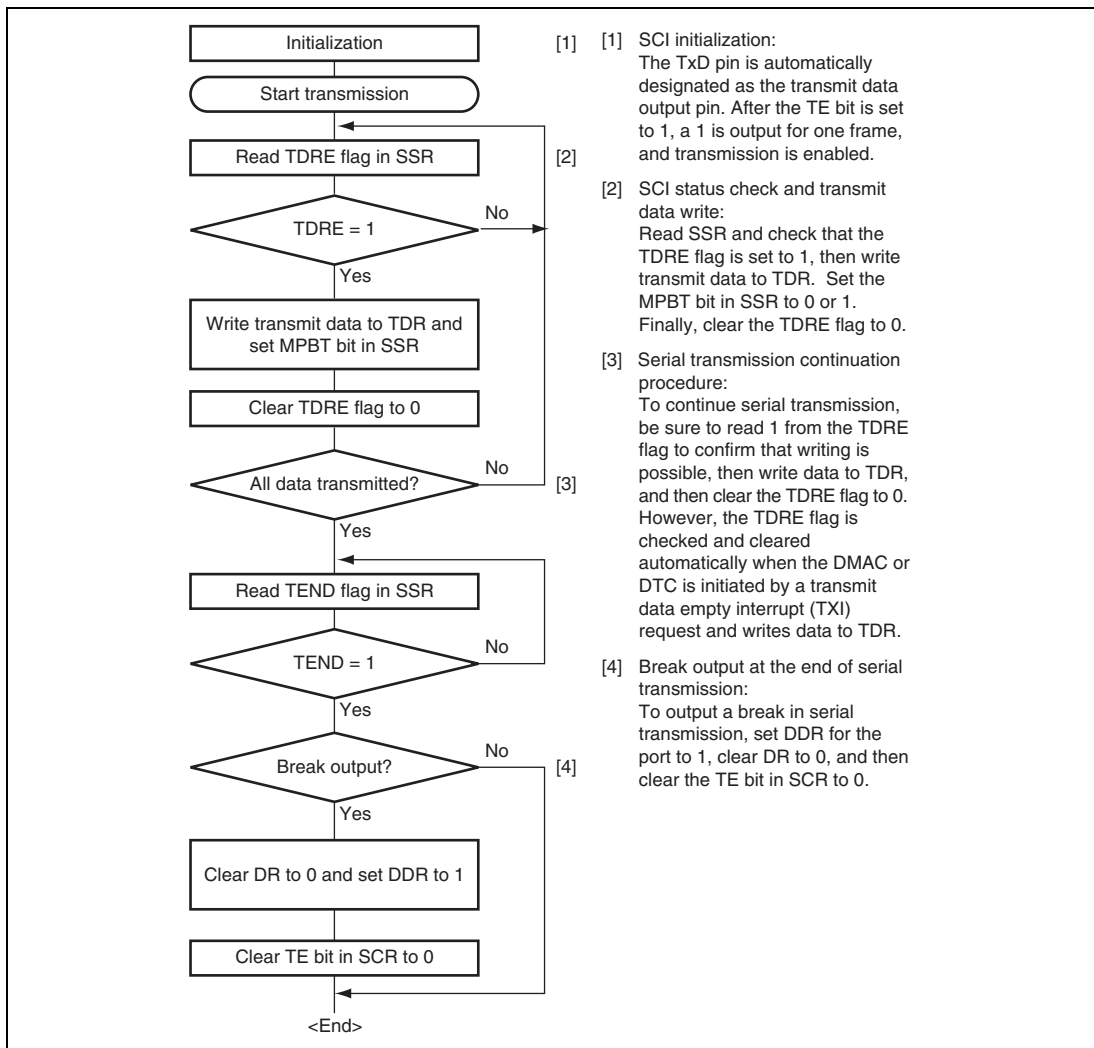 Initialization
[1]
Start transmission
Read TDRE flag in SSR
[2]
TDRE = 1
No
Yes
Write transmit data to TDR and
set MPBT bit in SSR
Clear TDRE flag to 0
All data transmitted?
No
[3]
Yes
Read TEND flag in SSR
TEND = 1
No
Yes
Break output?
No
[4]
Yes
Clear DR to 0 and set DDR to 1
Clear TE bit in SCR to 0
<End>
[1] SCI initialization:
The TxD pin is automatically
designated as the transmit data
output pin. After the TE bit is set
to 1, a 1 is output for one frame,
and transmission is enabled.
[2] SCI status check and transmit
data write:
Read SSR and check that the
TDRE flag is set to 1, then write
transmit data to TDR. Set the
MPBT bit in SSR to 0 or 1.
Finally, clear the TDRE flag to 0.
[3] Serial transmission continuation
procedure:
To continue serial transmission,
be sure to read 1 from the TDRE
flag to confirm that writing is
possible, then write data to TDR,
and then clear the TDRE flag to 0.
However, the TDRE flag is
checked and cleared
automatically when the DMAC or
DTC is initiated by a transmit
data empty interrupt (TXI)
request and writes data to TDR.
[4] Break output at the end of serial
transmission:
To output a break in serial
transmission, set DDR for the
port to 1, clear DR to 0, and then
clear the TE bit in SCR to 0.